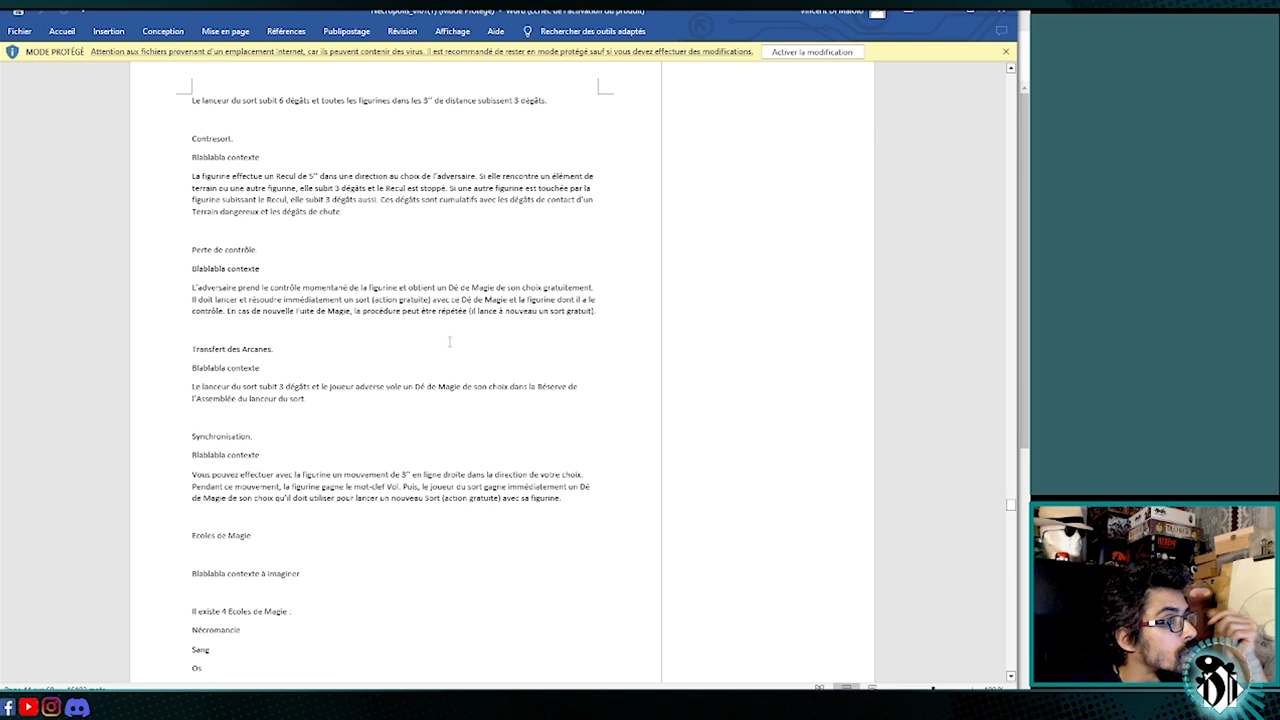 Necropolis_v101(1) (Mode Protégé) - Word (Échec de l'activation du produit)
Vincent Di Maiolo
Fichier Accueil Insertion Conception Mise en page Références Publipostage Révision Affichage Aide Rechercher des outils adaptés
MODE PROTÉGÉ Attention aux fichiers provenant d'un emplacement Internet, car ils peuvent contenir des virus. Il est recommandé de rester en mode protégé sauf si vous devez effectuer des modifications. Activer la modification
Le lanceur du sort subit 6 dégâts et toutes les figurines dans les 3’’ de distance subissent 3 dégâts.
Contresort.
Blablabla contexte
La figurine effectue un Recul de 5’’ dans une direction au choix de l’adversaire. Si elle rencontre un élément de
terrain ou une autre figurine, elle subit 3 dégâts et le Recul est stoppé. Si une autre figurine est touchée par la
figurine subissant le Recul, elle subit 3 dégâts aussi. Ces dégâts sont cumulatifs avec les dégâts de contact d’un
Terrain dangereux et les dégâts de chute.
Perte de contrôle.
Blablabla contexte
L’adversaire prend le contrôle momentané de la figurine et obtient un Dé de Magie de son choix gratuitement.
Il doit lancer et résoudre immédiatement un sort (action gratuite) avec ce Dé de Magie et la figurine dont il a le
contrôle. En cas de nouvelle Fuite de Magie, la procédure peut être répétée (il lance à nouveau un sort gratuit).
Transfert des Arcanes.
Blablabla contexte
Le lanceur du sort subit 3 dégâts et le joueur adverse vole un Dé de Magie de son choix dans la Réserve de
l’Assemblée du lanceur du sort.
Synchronisation.
Blablabla contexte
Vous pouvez effectuer avec la figurine un mouvement de 3’’ en ligne droite dans la direction de votre choix.
Pendant ce mouvement, la figurine gagne le mot-clef Vol. Puis, le joueur du sort gagne immédiatement un Dé
de Magie de son choix qu’il doit utiliser pour lancer un nouveau Sort (action gratuite) avec sa figurine.
Ecoles de Magie
Blablabla contexte à imaginer
Il existe 4 Ecoles de Magie :
Nécromancie
Sang
Os